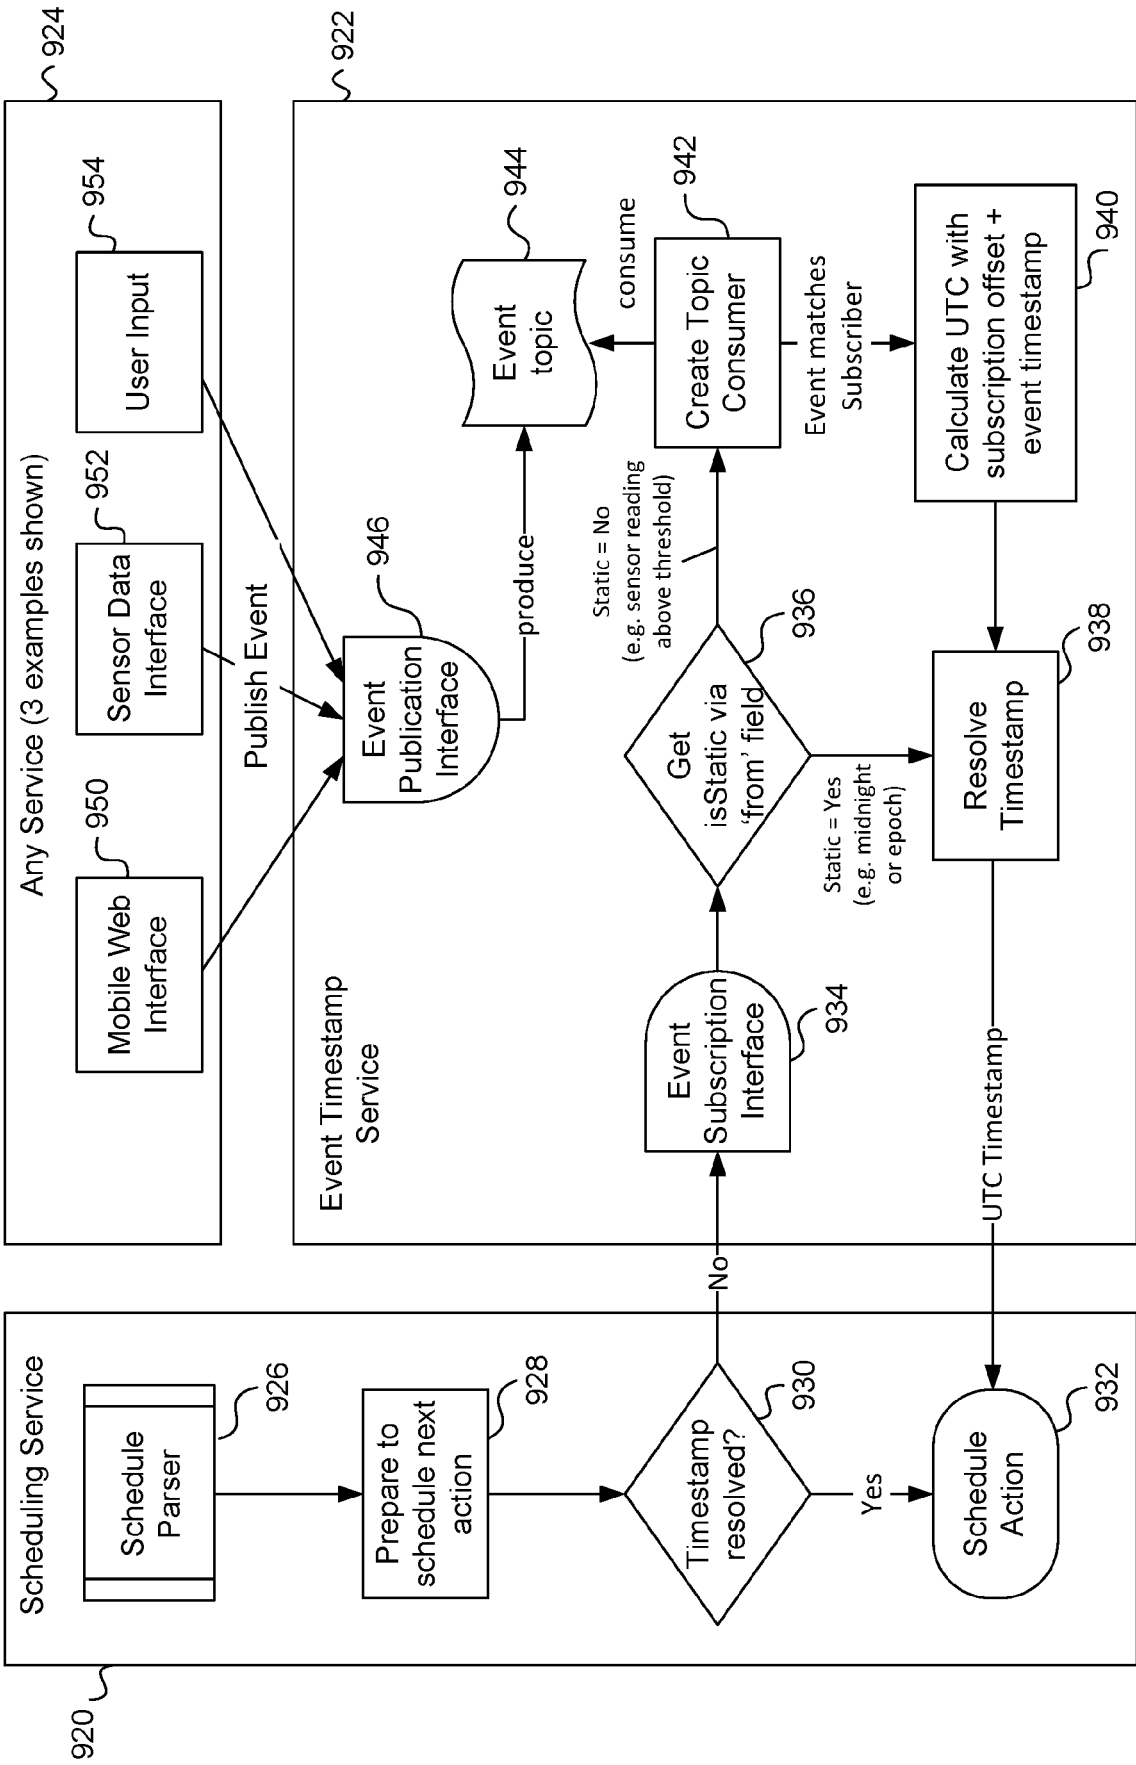 Scheduling Service
920
Schedule
Parser
926
Prepare to
schedule next
action
928
Timestamp
resolved?
930
Yes
No
Schedule
Action
932
Any Service (3 examples shown)
924
Mobile Web
Interface
950
Sensor Data
Interface
952
User Input
954
Publish Event
922
Event Timestamp
Service
Event
Publication
Interface
946
produce
Event
topic
944
consume
Event
Subscription
Interface
934
Get
isStatic via
‘from’ field
936
Static = No
(e.g. sensor reading
above threshold)
Create Topic
Consumer
942
Static = Yes
(e.g. midnight
or epoch)
Event matches
Subscriber
Resolve
Timestamp
938
Calculate UTC with
subscription offset +
event timestamp
940
UTC Timestamp